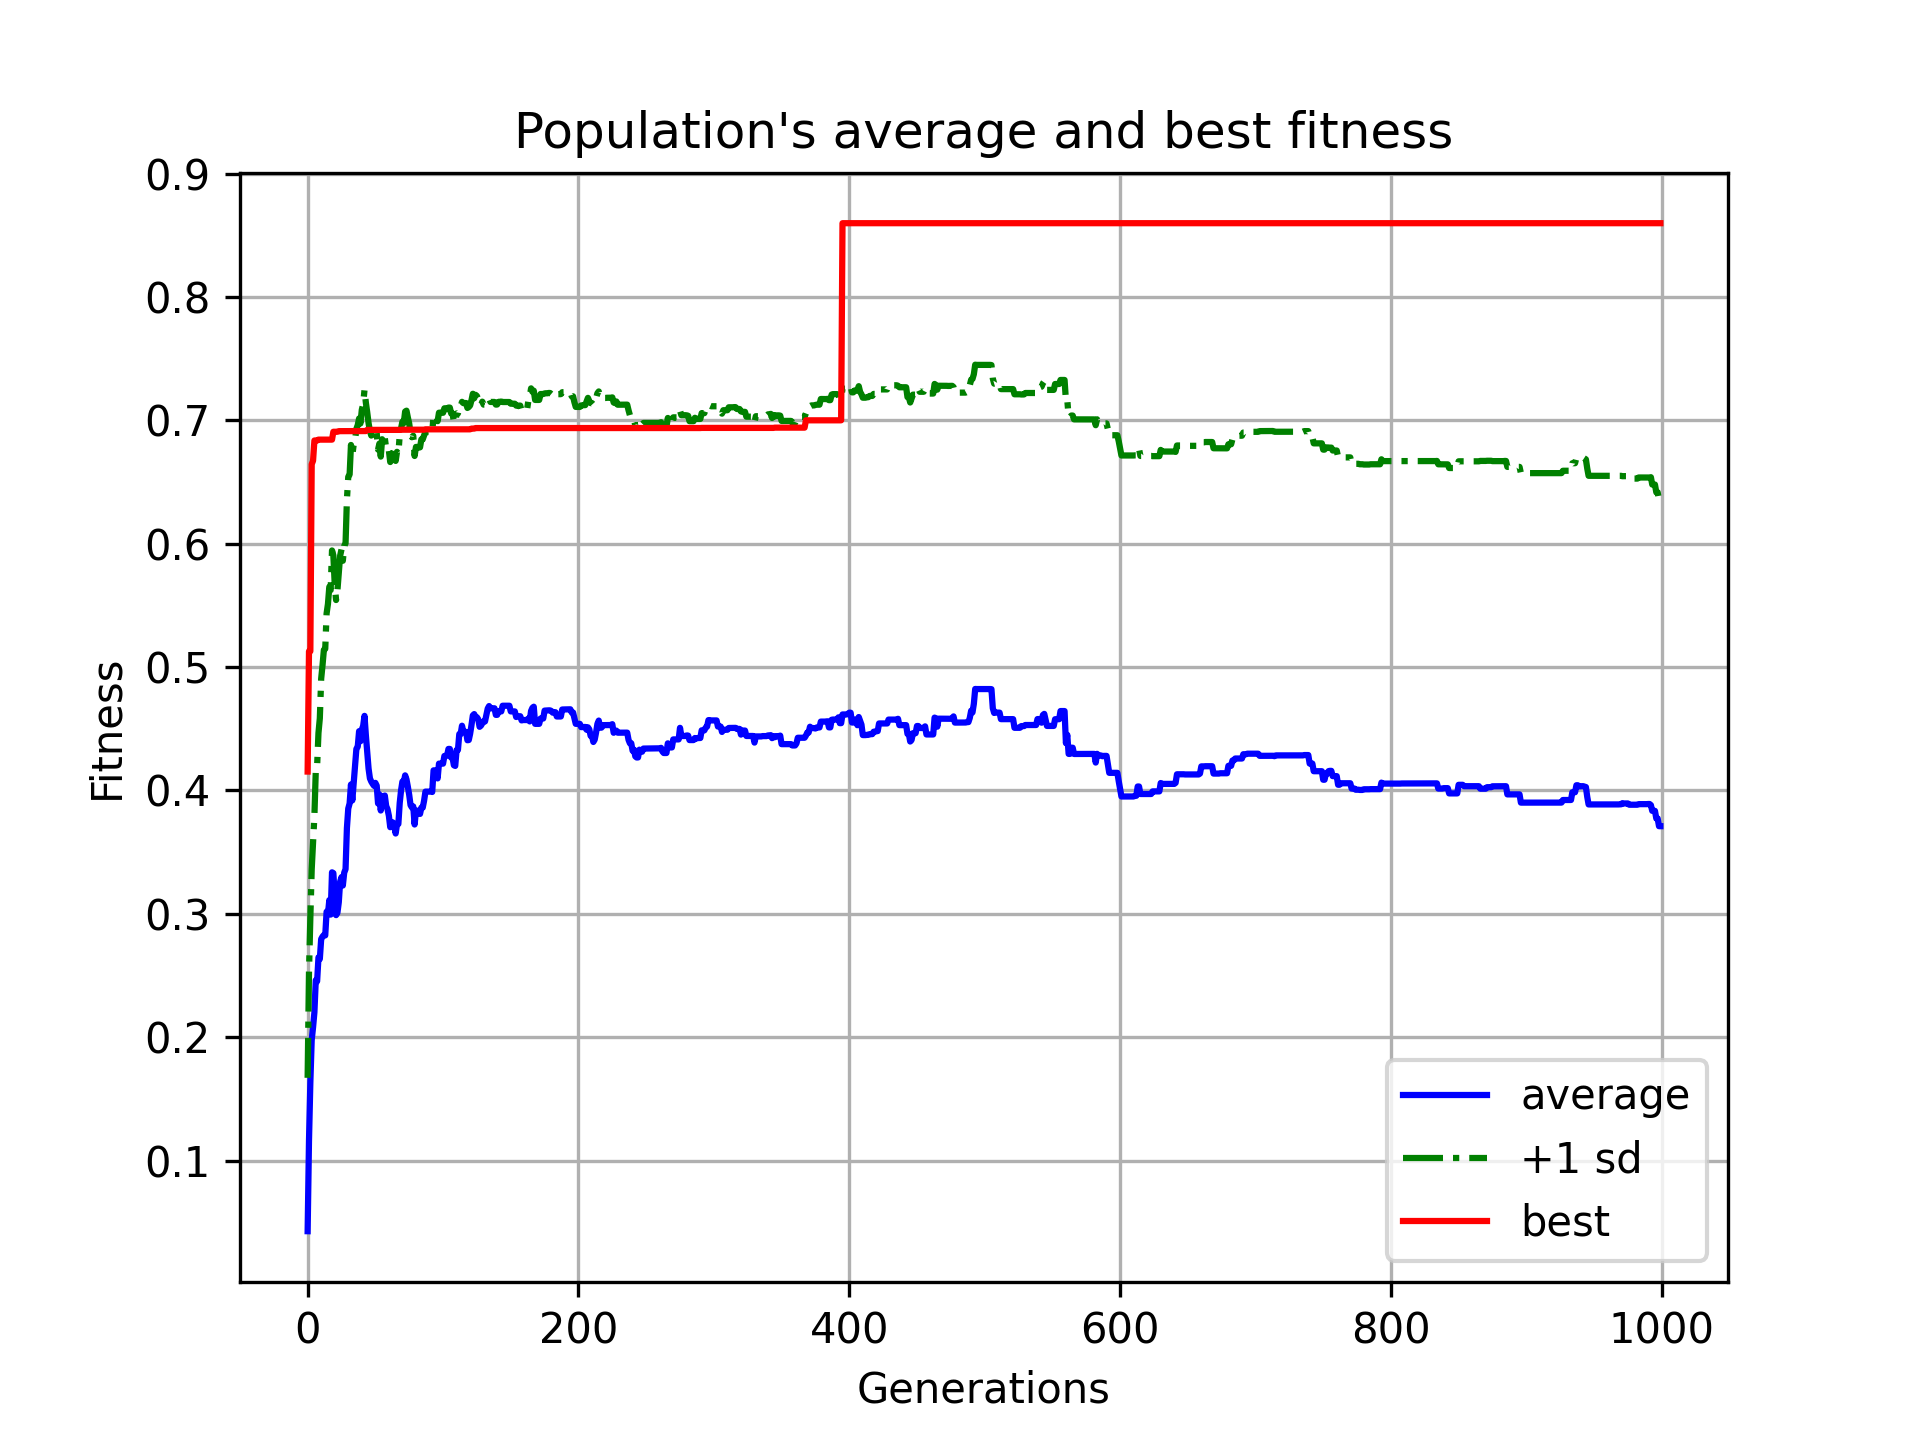 Population's average and best fitness
0.9
0.8
0.7
0.6
0.5
0.4
0.3
0.2
0.1
Fitness
average
+1 sd
best
0 200 400 600 800 1000
Generations